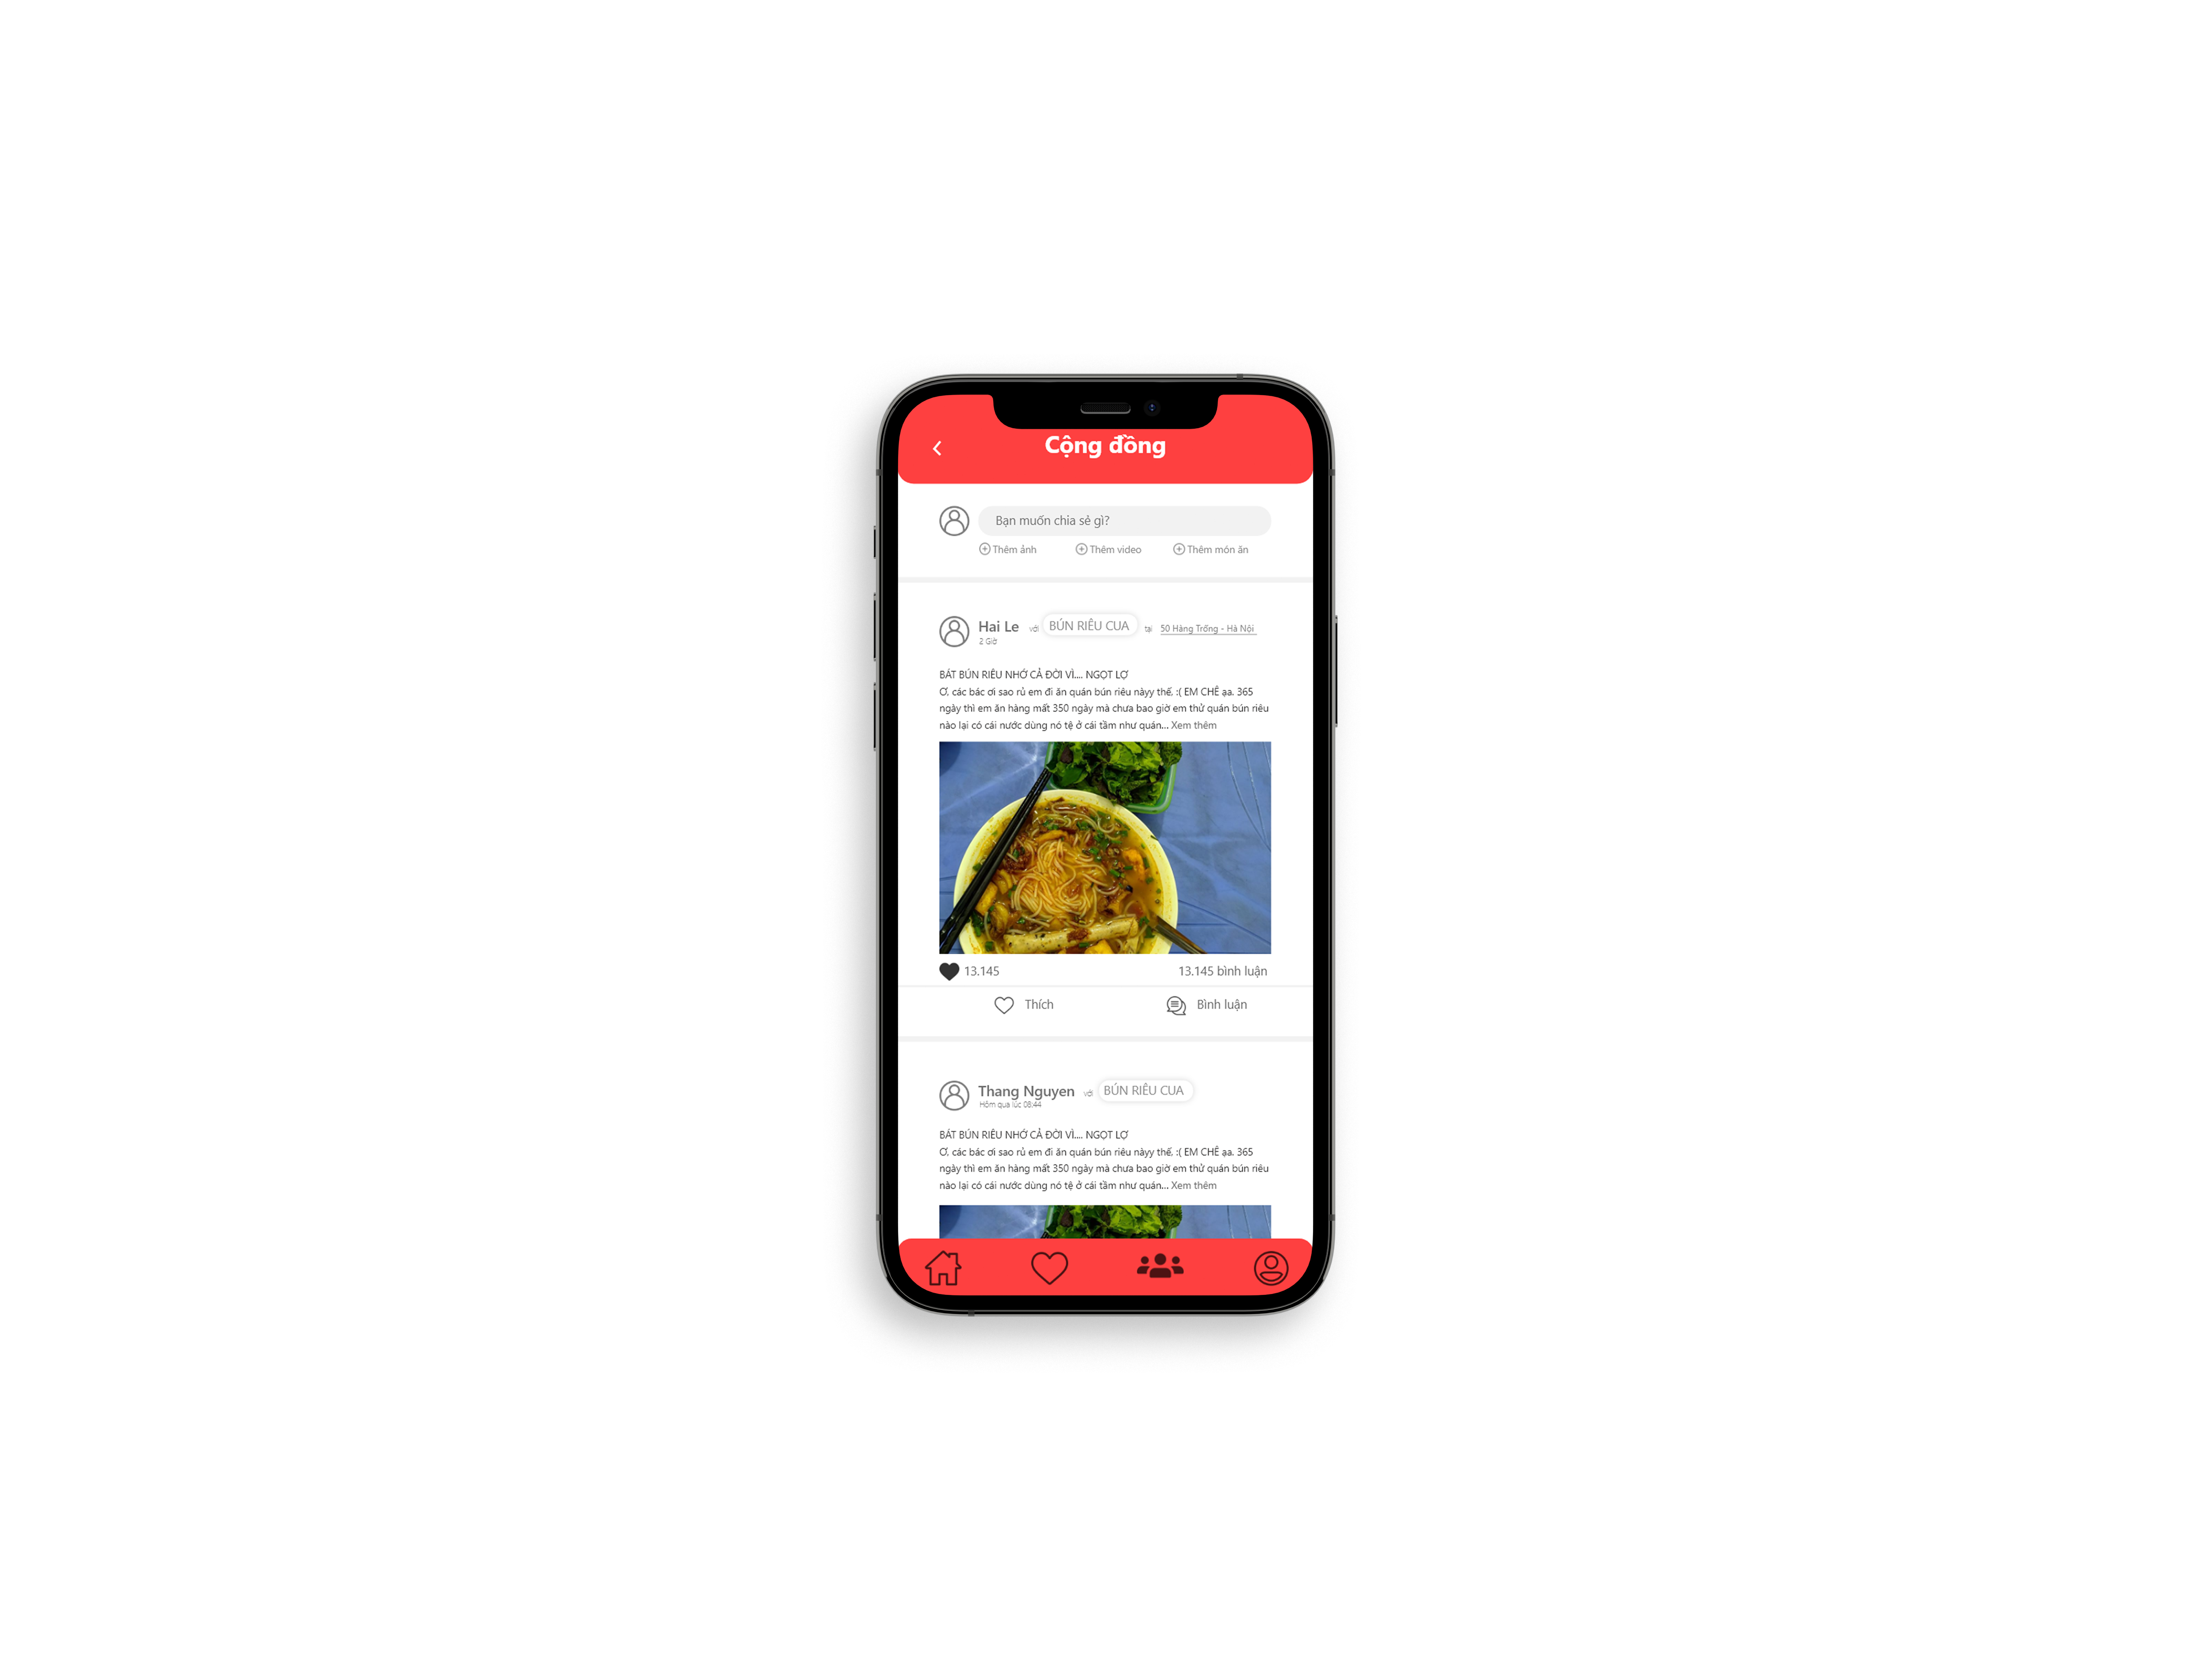 Cộng đồng
Bạn muốn chia sẻ gì?
Thêm ảnh Thêm video Thêm món ăn
Hai Le với BÚN RIÊU CUA tại 50 Hàng Trống - Hà Nội
2 Giờ
BÁT BÚN RIÊU NHỚ CẢ ĐỜI VÌ.... NGỌT LỢ
Ơ, các bác ơi sao rủ em đi ăn quán bún riêu nàyy thế, :( EM CHÊ ạa. 365
ngày thì em ăn hàng mất 350 ngày mà chưa bao giờ em thử quán bún riêu
nào lại có cái nước dùng nó tệ ở cái tầm như quán... Xem thêm
13.145 13.145 bình luận
Thích Bình luận
Thang Nguyen với BÚN RIÊU CUA
Hôm qua lúc 08:44
BÁT BÚN RIÊU NHỚ CẢ ĐỜI VÌ.... NGỌT LỢ
Ơ, các bác ơi sao rủ em đi ăn quán bún riêu nàyy thế, :( EM CHÊ ạa. 365
ngày thì em ăn hàng mất 350 ngày mà chưa bao giờ em thử quán bún riêu
nào lại có cái nước dùng nó tệ ở cái tầm như quán... Xem thêm